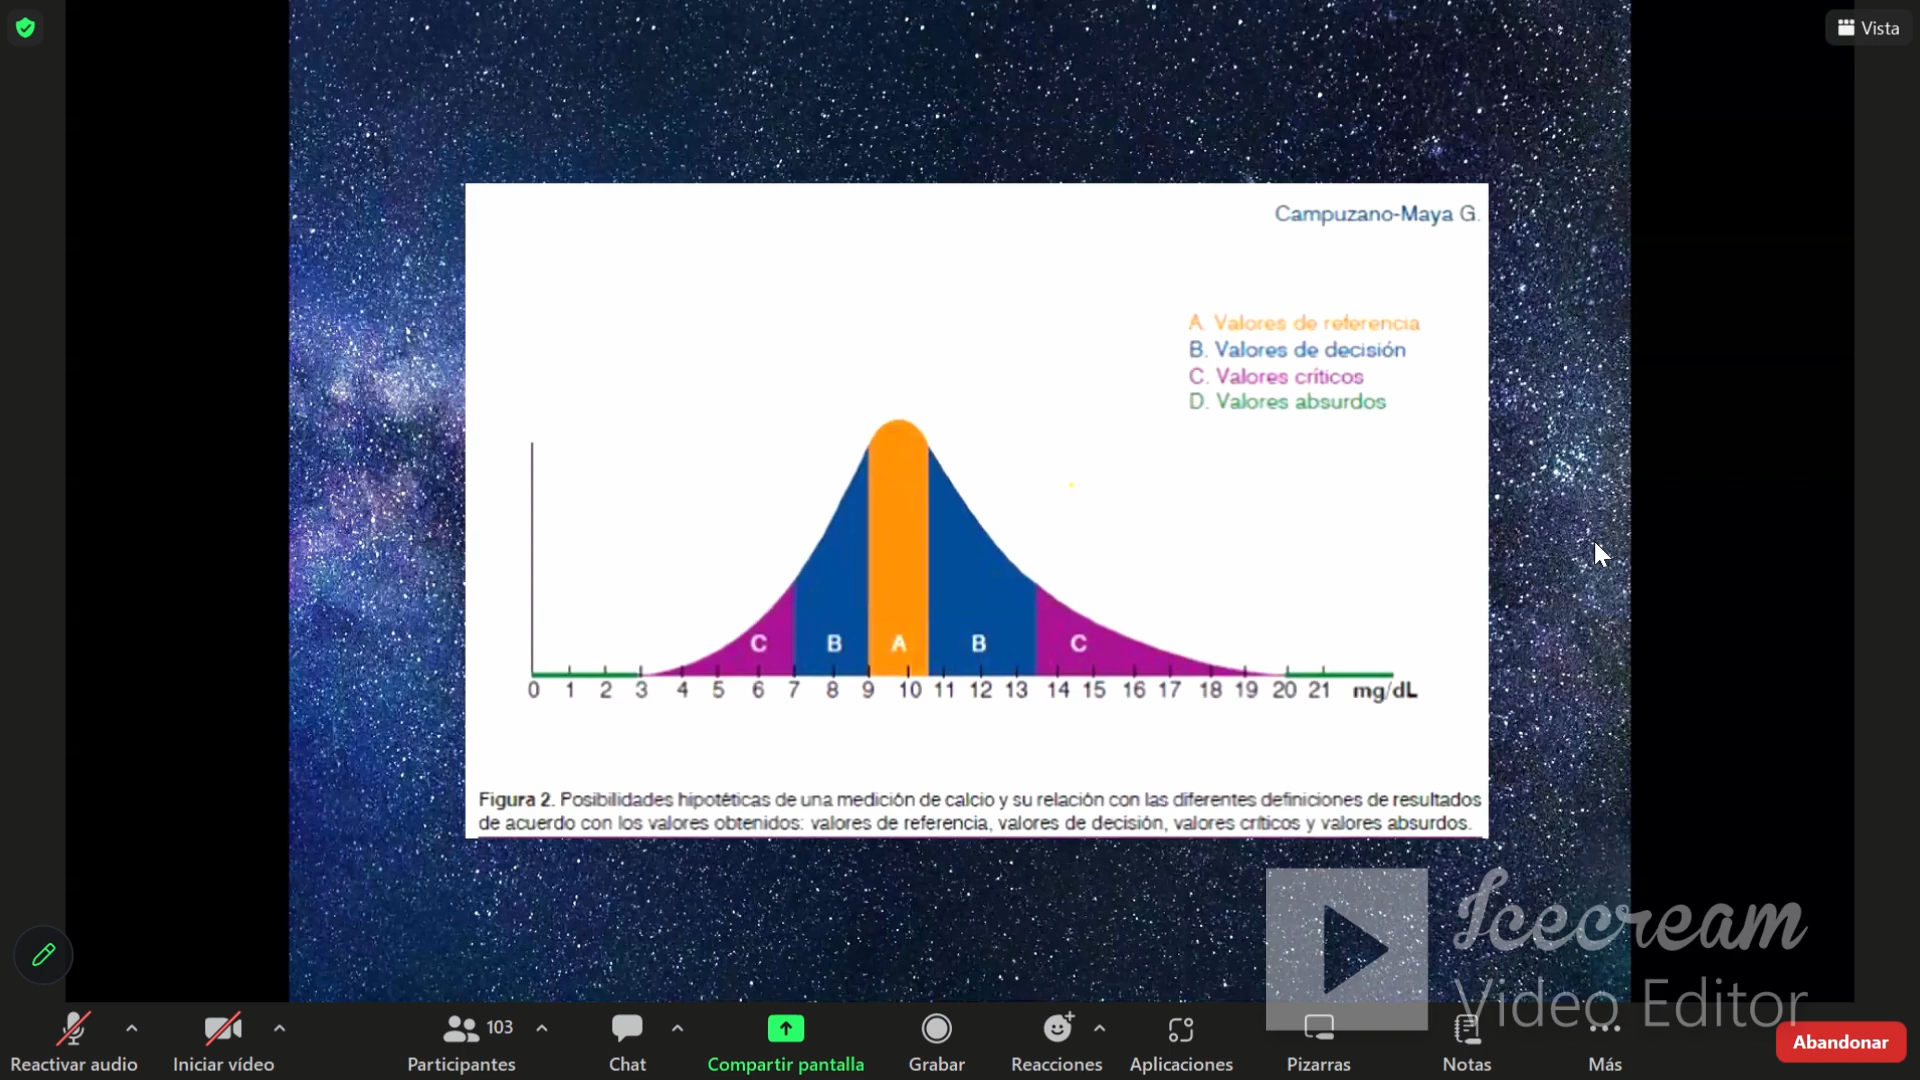 Vista
Campuzano-Maya G.
A. Valores de referencia
B. Valores de decisión
C. Valores críticos
D. Valores absurdos
C B A B C
0 1 2 3 4 5 6 7 8 9 10 11 12 13 14 15 16 17 18 19 20 21 mg/dL
Figura 2. Posibilidades hipotéticas de una medición de calcio y su relación con las diferentes definiciones de resultados
de acuerdo con los valores obtenidos: valores de referencia, valores de decisión, valores críticos y valores absurdos.
Icecream
Video Editor
103
Reactivar audio
Iniciar vídeo
Participantes
Chat
Compartir pantalla
Grabar
Reacciones
Aplicaciones
Pizarras
Notas
Más
Abandonar